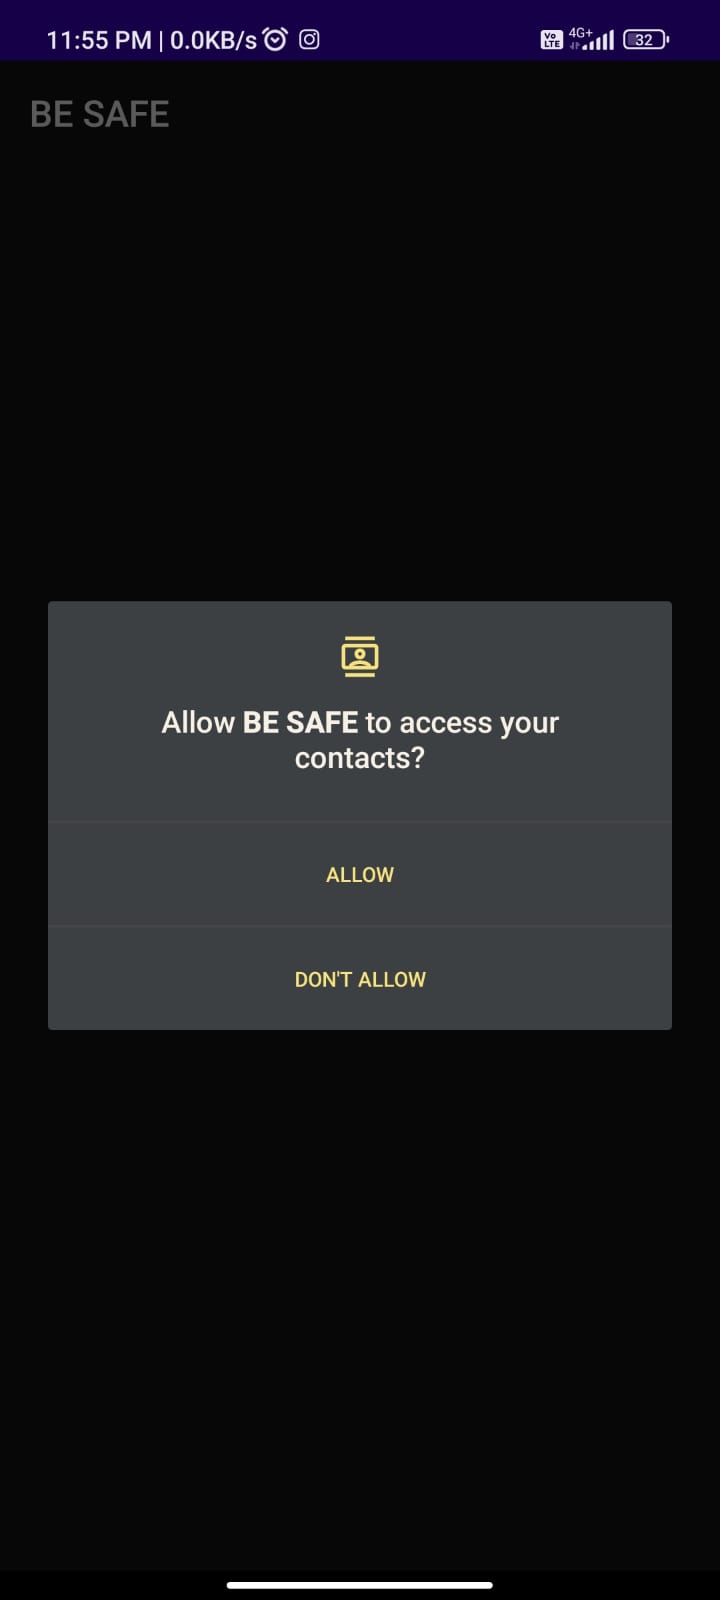 11:55 PM | 0.0KB/s
Vo LTE 4G+ 32
BE SAFE
Allow BE SAFE to access your
contacts?
ALLOW
DON'T ALLOW